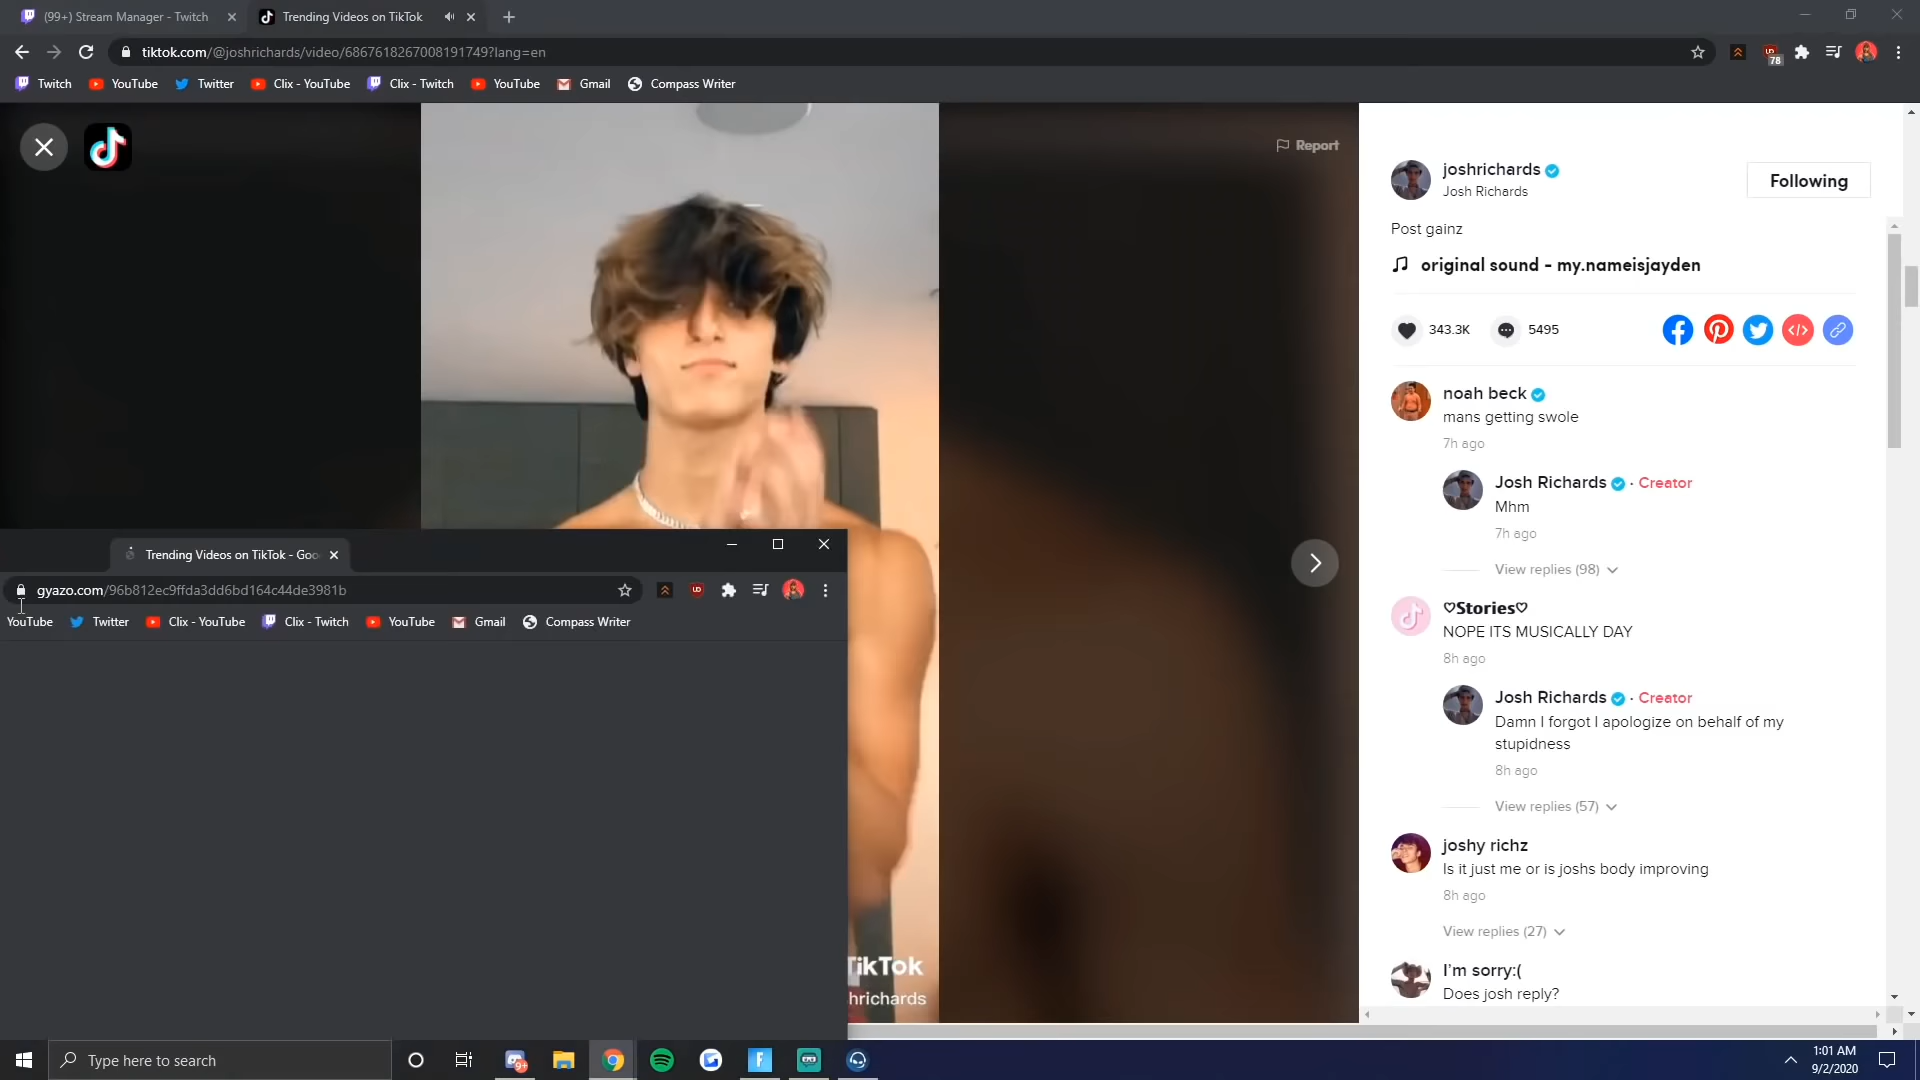 (99+) Stream Manager - Twitch
Trending Videos on TikTok
tiktok.com/@joshrichards/video/6867618267008191749?lang=en
UD
78
Twitch
YouTube
Twitter
Clix - YouTube
Clix - Twitch
YouTube
Gmail
Compass Writer
Report
joshrichards
Josh Richards
Following
Post gainz
original sound - my.nameisjayden
343.3K
5495
noah beck
mans getting swole
7h ago
Josh Richards · Creator
Mhm
7h ago
View replies (98)
♡Stories♡
NOPE ITS MUSICALLY DAY
8h ago
Josh Richards · Creator
Damn I forgot I apologize on behalf of my
stupidness
8h ago
View replies (57)
joshy richz
Is it just me or is joshs body improving
8h ago
View replies (27)
I'm sorry:(
Does josh reply?
TikTok
hrichards
Trending Videos on TikTok - Goo
gyazo.com/96b812ec9ffda3dd6bd164c44de3981b
UD
YouTube
Twitter
Clix - YouTube
Clix - Twitch
YouTube
Gmail
Compass Writer
Type here to search
9+
F
1:01 AM
9/2/2020